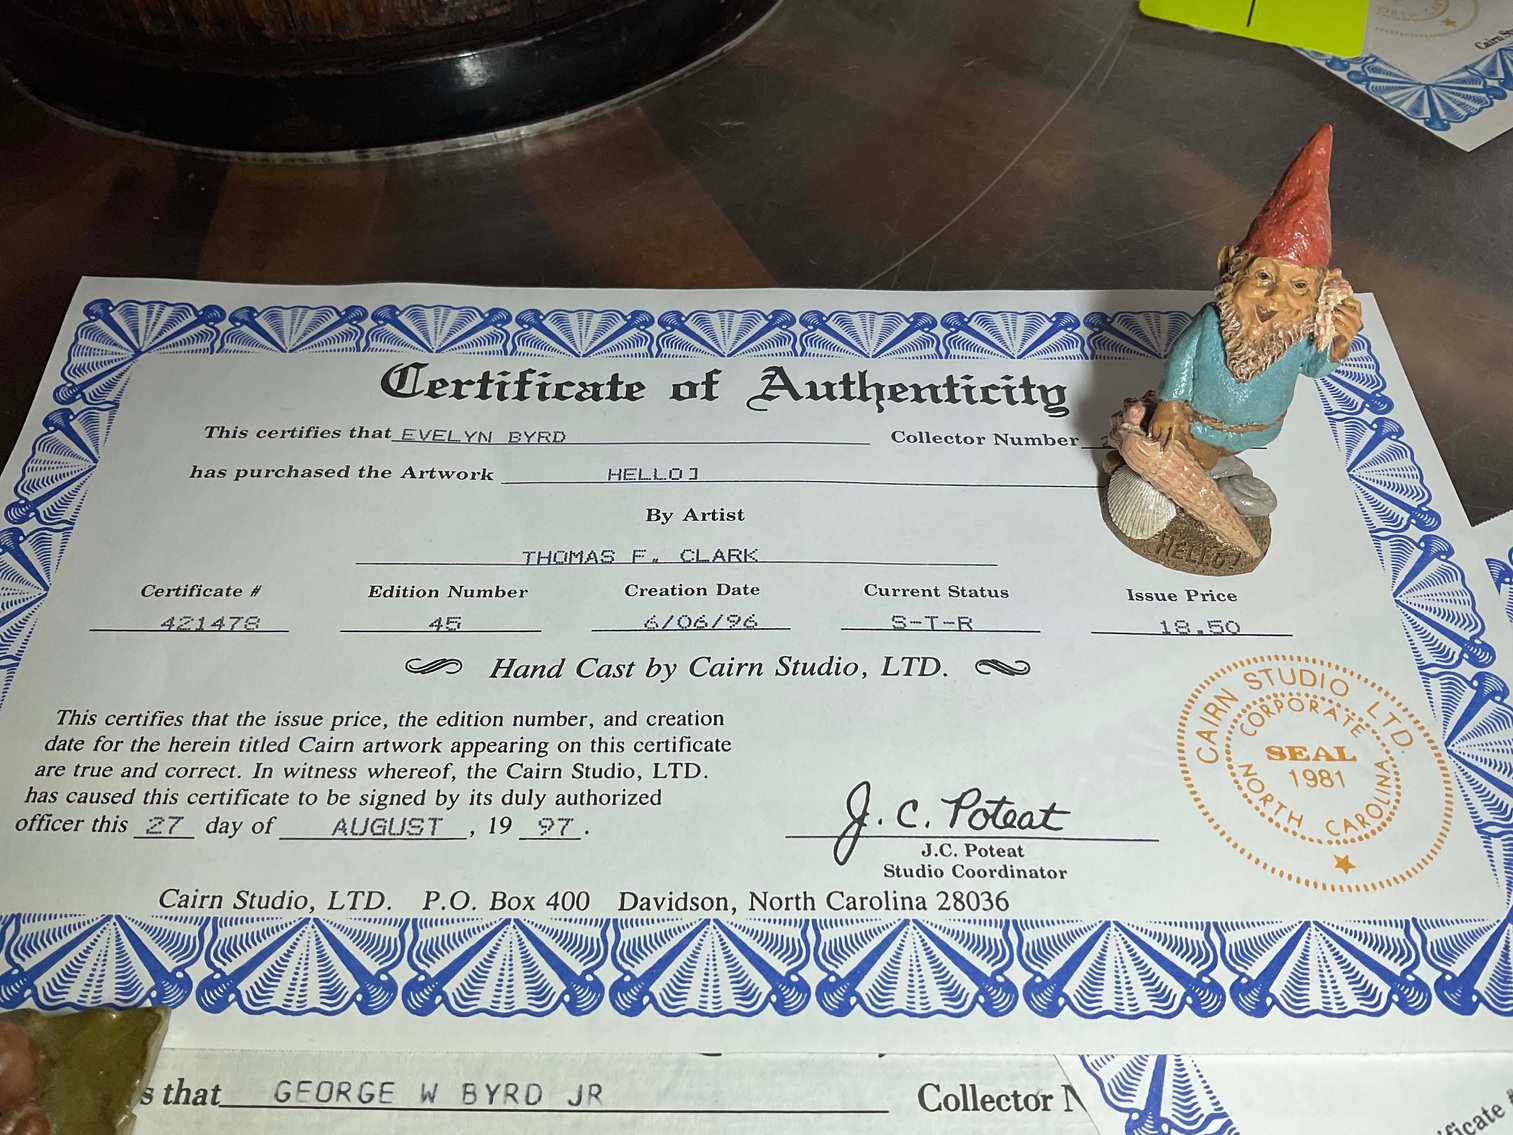 Certificate of Authenticity
This certifies that EVELYN BYRD Collector Number
has purchased the Artwork HELLO]
By Artist
THOMAS F. CLARK
Certificate # Edition Number Creation Date Current Status Issue Price
421478 45 6/06/96 S-T-R 18.50
Hand Cast by Cairn Studio, LTD.
This certifies that the issue price, the edition number, and creation
date for the herein titled Cairn artwork appearing on this certificate
are true and correct. In witness whereof, the Cairn Studio, LTD.
has caused this certificate to be signed by its duly authorized
officer this 27 day of AUGUST, 19 97.
J. C. Poteat
J.C. Poteat
Studio Coordinator
Cairn Studio, LTD. P.O. Box 400 Davidson, North Carolina 28036
CAIRN STUDIO LTD.
CORPORATE
SEAL
1981
NORTH CAROLINA
HELLO?
s that GEORGE W BYRD JR Collector